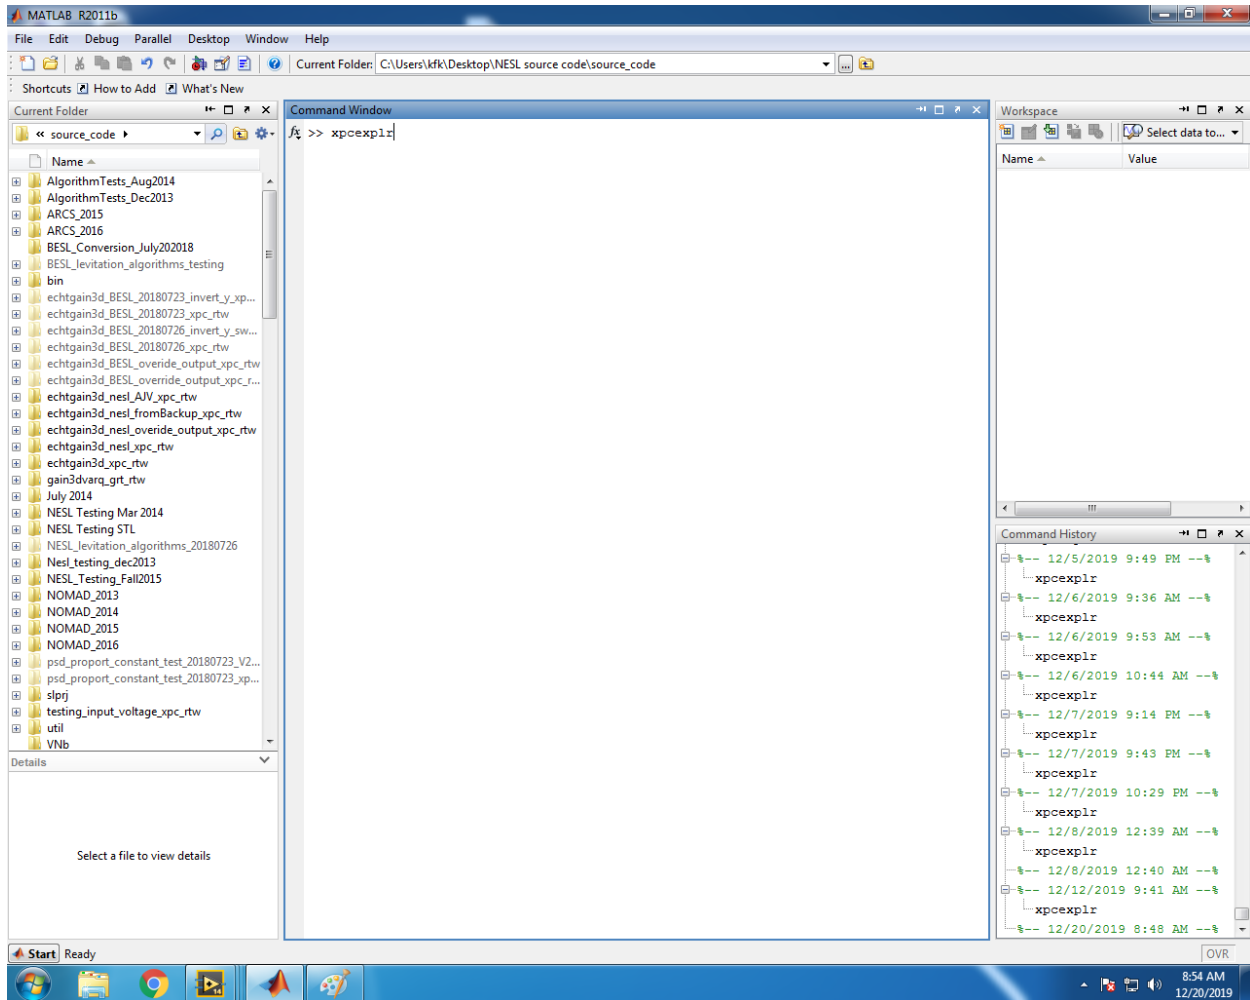 MATLAB R2011b
File Edit Debug Parallel Desktop Window Help
Current Folder: C:\Users\kfk\Desktop\NESL source code\source_code
Shortcuts How to Add What's New
Current Folder
« source_code
Name
AlgorithmTests_Aug2014
AlgorithmTests_Dec2013
ARCS_2015
ARCS_2016
BESL_Conversion_July202018
BESL_levitation_algorithms_testing
bin
echtgain3d_BESL_20180723_invert_y_xp...
echtgain3d_BESL_20180723_xpc_rtw
echtgain3d_BESL_20180726_invert_y_sw...
echtgain3d_BESL_20180726_xpc_rtw
echtgain3d_BESL_overide_output_xpc_rtw
echtgain3d_BESL_override_output_xpc_r...
echtgain3d_nesl_AJV_xpc_rtw
echtgain3d_nesl_fromBackup_xpc_rtw
echtgain3d_nesl_overide_output_xpc_rtw
echtgain3d_nesl_xpc_rtw
echtgain3d_xpc_rtw
gain3dvarq_grt_rtw
July 2014
NESL Testing Mar 2014
NESL Testing STL
NESL_levitation_algorithms_20180726
Nesl_testing_dec2013
NESL_Testing_Fall2015
NOMAD_2013
NOMAD_2014
NOMAD_2015
NOMAD_2016
psd_proport_constant_test_20180723_V2...
psd_proport_constant_test_20180723_xp...
slprj
testing_input_voltage_xpc_rtw
util
VNb
Details
Select a file to view details
Command Window
fx >> xpcexplr
Workspace
Select data to...
Name Value
Command History
%-- 12/5/2019 9:49 PM --%
xpcexplr
%-- 12/6/2019 9:36 AM --%
xpcexplr
%-- 12/6/2019 9:53 AM --%
xpcexplr
%-- 12/6/2019 10:44 AM --%
xpcexplr
%-- 12/7/2019 9:14 PM --%
xpcexplr
%-- 12/7/2019 9:43 PM --%
xpcexplr
%-- 12/7/2019 10:29 PM --%
xpcexplr
%-- 12/8/2019 12:39 AM --%
xpcexplr
%-- 12/8/2019 12:40 AM --%
%-- 12/12/2019 9:41 AM --%
xpcexplr
%-- 12/20/2019 8:48 AM --%
Start Ready
OVR
14
8:54 AM
12/20/2019